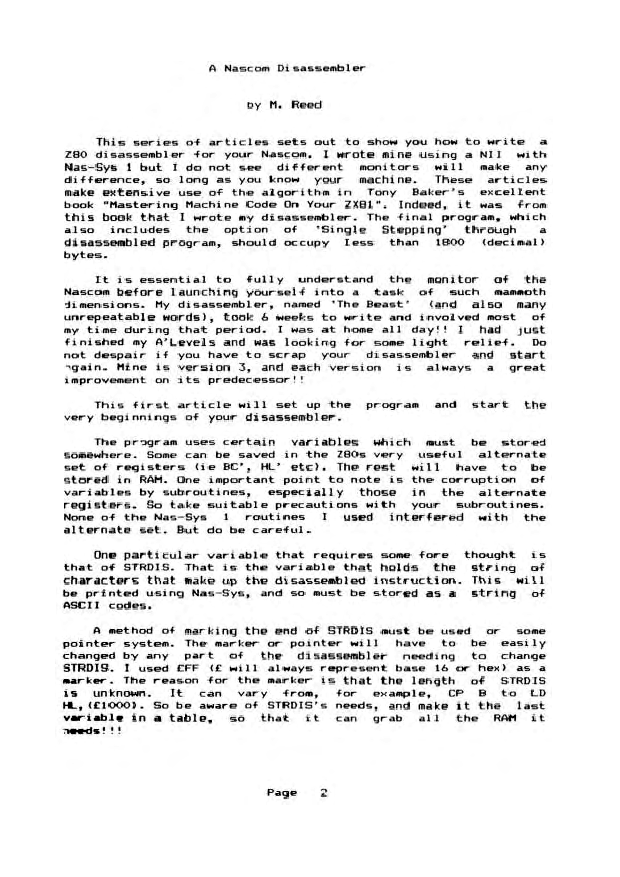 A Nascom Disassembler
by M. Reed
This series of articles sets out to show you how to write a
Z80 disassembler for your Nascom. I wrote mine using a NII with
Nas-Sys 1 but I do not see different monitors will make any
difference, so long as you know your machine. These articles
make extensive use of the algorithm in Tony Baker's excellent
book "Mastering Machine Code On Your ZX81". Indeed, it was from
this book that I wrote my disassembler. The final program, which
also includes the option of 'Single Stepping' through a
disassembled program, should occupy less than 1800 (decimal)
bytes.
It is essential to fully understand the monitor of the
Nascom before launching yourself into a task of such mammoth
dimensions. My disassembler, named 'The Beast' (and also many
unrepeatable words), took 6 weeks to write and involved most of
my time during that period. I was at home all day!! I had just
finished my A'Levels and was looking for some light relief. Do
not despair if you have to scrap your disassembler and start
again. Mine is version 3, and each version is always a great
improvement on its predecessor!!
This first article will set up the program and start the
very beginnings of your disassembler.
The program uses certain variables which must be stored
somewhere. Some can be saved in the Z80s very useful alternate
set of registers (ie BC', HL' etc). The rest will have to be
stored in RAM. One important point to note is the corruption of
variables by subroutines, especially those in the alternate
registers. So take suitable precautions with your subroutines.
None of the Nas-Sys 1 routines I used interfered with the
alternate set. But do be careful.
One particular variable that requires some fore thought is
that of STRDIS. That is the variable that holds the string of
characters that make up the disassembled instruction. This will
be printed using Nas-Sys, and so must be stored as a string of
ASCII codes.
A method of marking the end of STRDIS must be used or some
pointer system. The marker or pointer will have to be easily
changed by any part of the disassembler needing to change
STRDIS. I used £FF (£ will always represent base 16 or hex) as a
marker. The reason for the marker is that the length of STRDIS
is unknown. It can vary from, for example, CP B to LD
HL,(£1000). So be aware of STRDIS's needs, and make it the last
variable in a table, so that it can grab all the RAM it
needs!!!
Page 2